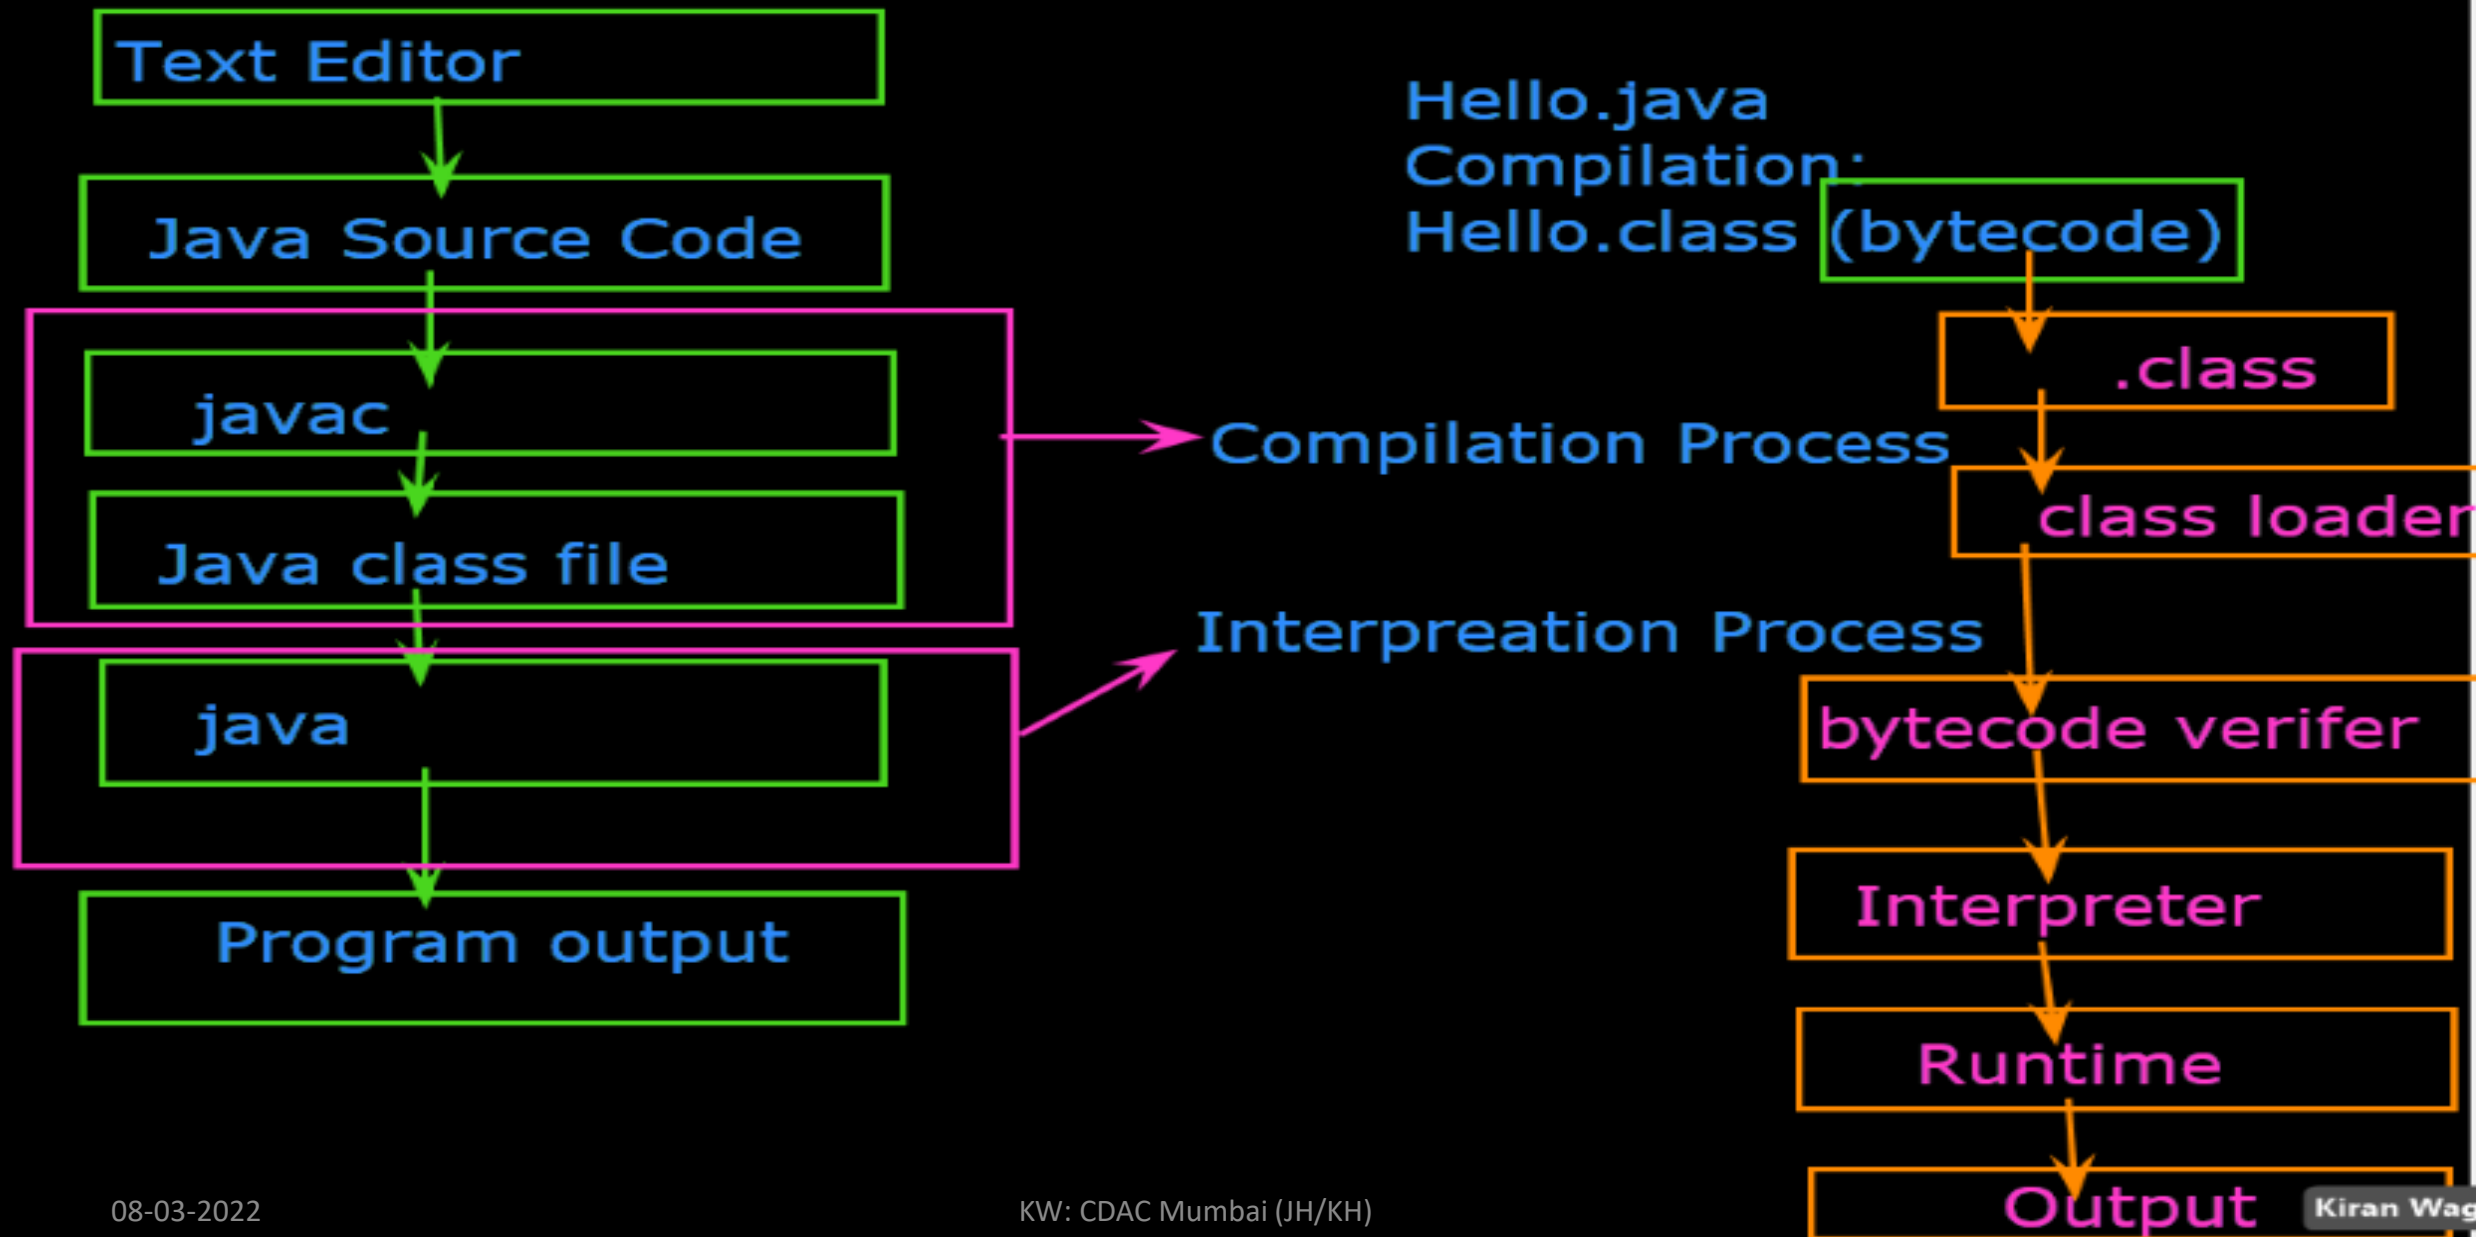 Text Editor
Java Source Code
javac
Java class file
java
Program output
Hello.java
Compilation:
Hello.class (bytecode)
Compilation Process
Interpreation Process
.class
class loader
bytecode verifer
Interpreter
Runtime
Output
08-03-2022
KW: CDAC Mumbai (JH/KH)
Kiran Wag